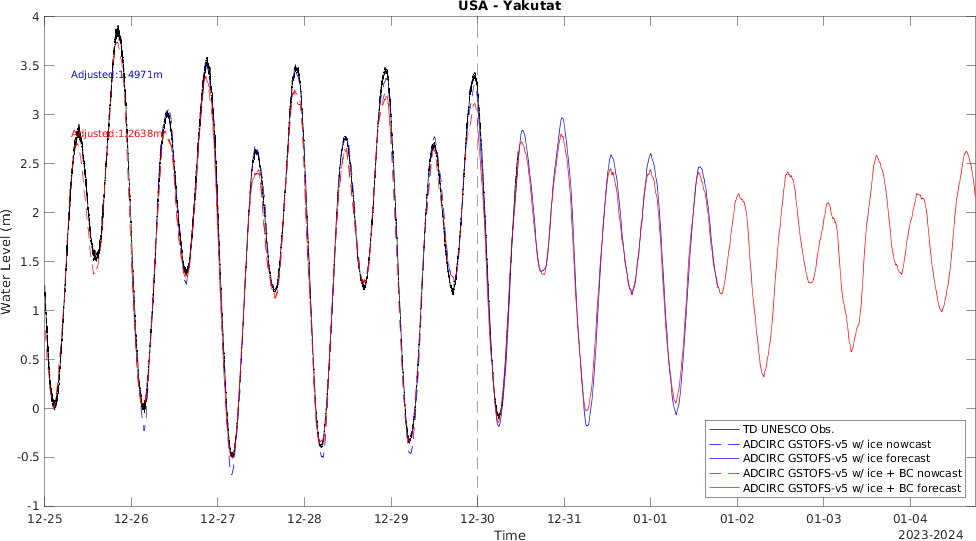 USA - Yakutat
4
3.5
3
2.5
2
1.5
1
0.5
0
-0.5
-1
Water Level (m)
Adjusted:1.4971m
Adjusted:1.2638m
TD UNESCO Obs.
ADCIRC GSTOFS-v5 w/ ice nowcast
ADCIRC GSTOFS-v5 w/ ice forecast
ADCIRC GSTOFS-v5 w/ ice + BC nowcast
ADCIRC GSTOFS-v5 w/ ice + BC forecast
12-25 12-26 12-27 12-28 12-29 12-30 12-31 01-01 01-02 01-03 01-04
Time
2023-2024